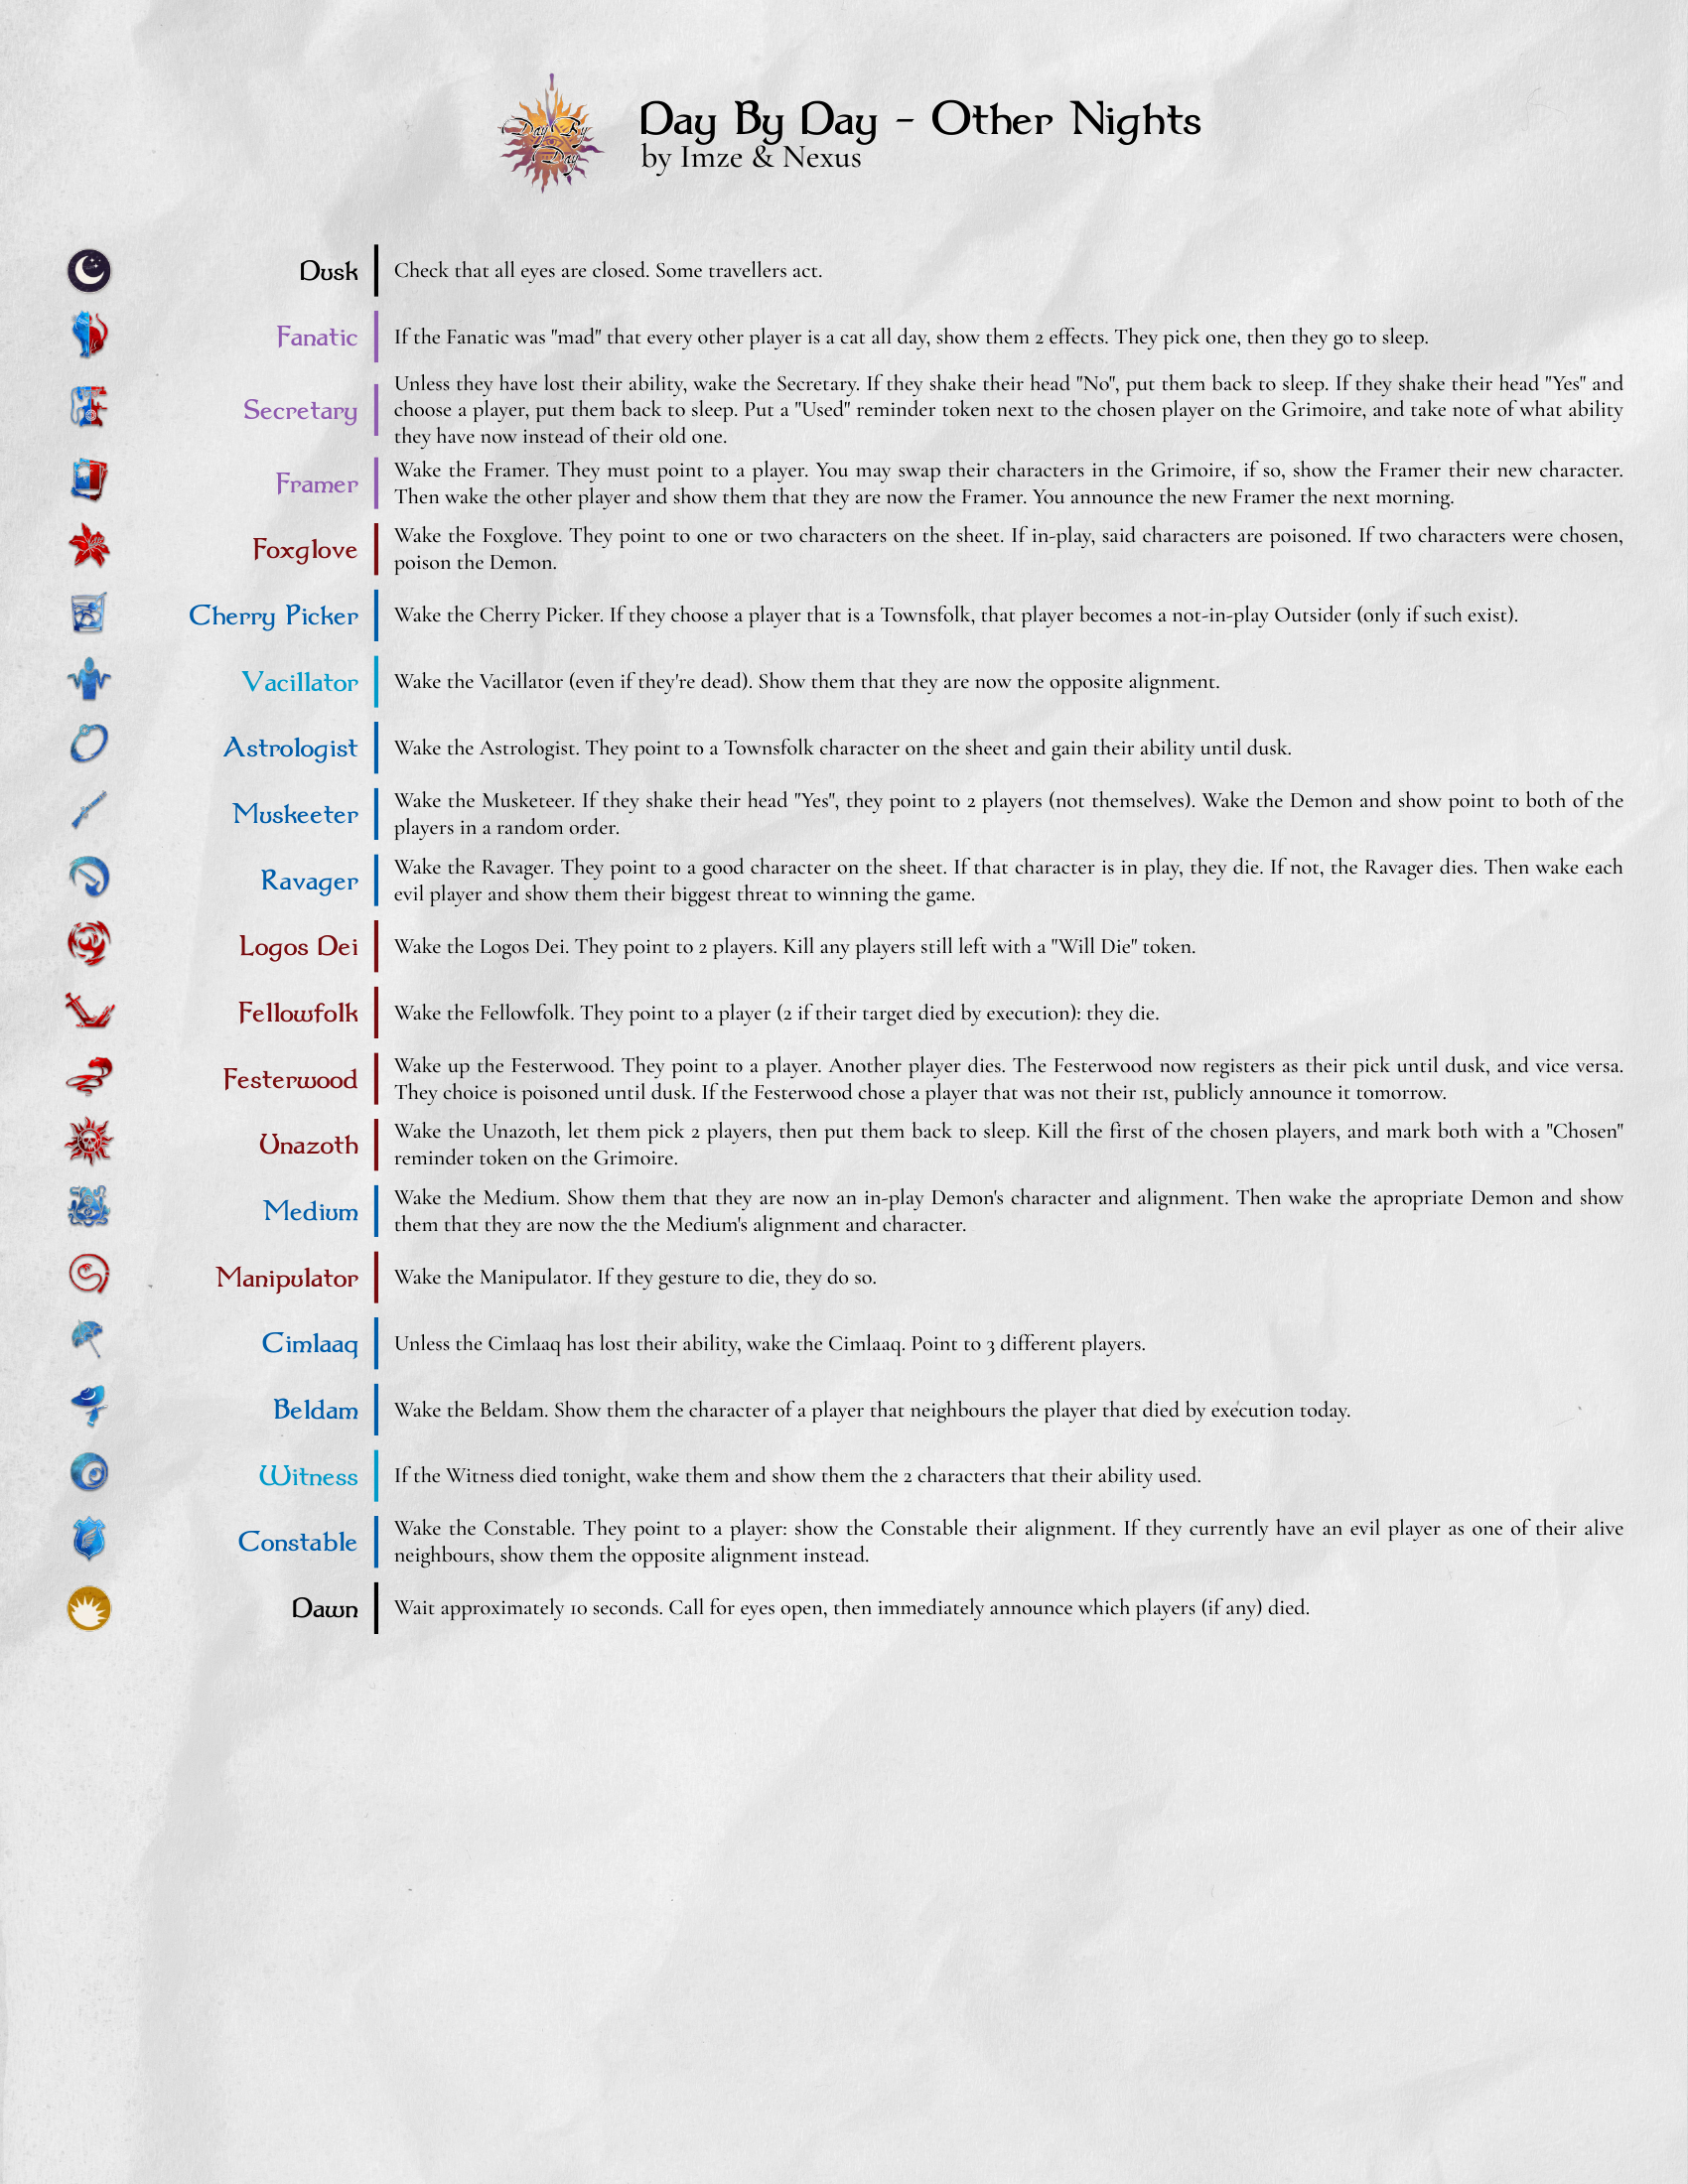 Day By Day
Day By Day - Other Nights
by Imze & Nexus
Dusk
Check that all eyes are closed. Some travellers act.
Fanatic
If the Fanatic was "mad" that every other player is a cat all day, show them 2 effects. They pick one, then they go to sleep.
Secretary
Unless they have lost their ability, wake the Secretary. If they shake their head "No", put them back to sleep. If they shake their head "Yes" and
choose a player, put them back to sleep. Put a "Used" reminder token next to the chosen player on the Grimoire, and take note of what ability
they have now instead of their old one.
Framer
Wake the Framer. They must point to a player. You may swap their characters in the Grimoire, if so, show the Framer their new character.
Then wake the other player and show them that they are now the Framer. You announce the new Framer the next morning.
Foxglove
Wake the Foxglove. They point to one or two characters on the sheet. If in-play, said characters are poisoned. If two characters were chosen,
poison the Demon.
Cherry Picker
Wake the Cherry Picker. If they choose a player that is a Townsfolk, that player becomes a not-in-play Outsider (only if such exist).
Vacillator
Wake the Vacillator (even if they're dead). Show them that they are now the opposite alignment.
Astrologist
Wake the Astrologist. They point to a Townsfolk character on the sheet and gain their ability until dusk.
Muskeeter
Wake the Musketeer. If they shake their head "Yes", they point to 2 players (not themselves). Wake the Demon and show point to both of the
players in a random order.
Ravager
Wake the Ravager. They point to a good character on the sheet. If that character is in play, they die. If not, the Ravager dies. Then wake each
evil player and show them their biggest threat to winning the game.
Logos Dei
Wake the Logos Dei. They point to 2 players. Kill any players still left with a "Will Die" token.
Fellowfolk
Wake the Fellowfolk. They point to a player (2 if their target died by execution): they die.
Festerwood
Wake up the Festerwood. They point to a player. Another player dies. The Festerwood now registers as their pick until dusk, and vice versa.
They choice is poisoned until dusk. If the Festerwood chose a player that was not their 1st, publicly announce it tomorrow.
Unazoth
Wake the Unazoth, let them pick 2 players, then put them back to sleep. Kill the first of the chosen players, and mark both with a "Chosen"
reminder token on the Grimoire.
Medium
Wake the Medium. Show them that they are now an in-play Demon's character and alignment. Then wake the apropriate Demon and show
them that they are now the the Medium's alignment and character.
Manipulator
Wake the Manipulator. If they gesture to die, they do so.
Cimlaaq
Unless the Cimlaaq has lost their ability, wake the Cimlaaq. Point to 3 different players.
Beldam
Wake the Beldam. Show them the character of a player that neighbours the player that died by execution today.
Witness
If the Witness died tonight, wake them and show them the 2 characters that their ability used.
Constable
Wake the Constable. They point to a player: show the Constable their alignment. If they currently have an evil player as one of their alive
neighbours, show them the opposite alignment instead.
Dawn
Wait approximately 10 seconds. Call for eyes open, then immediately announce which players (if any) died.